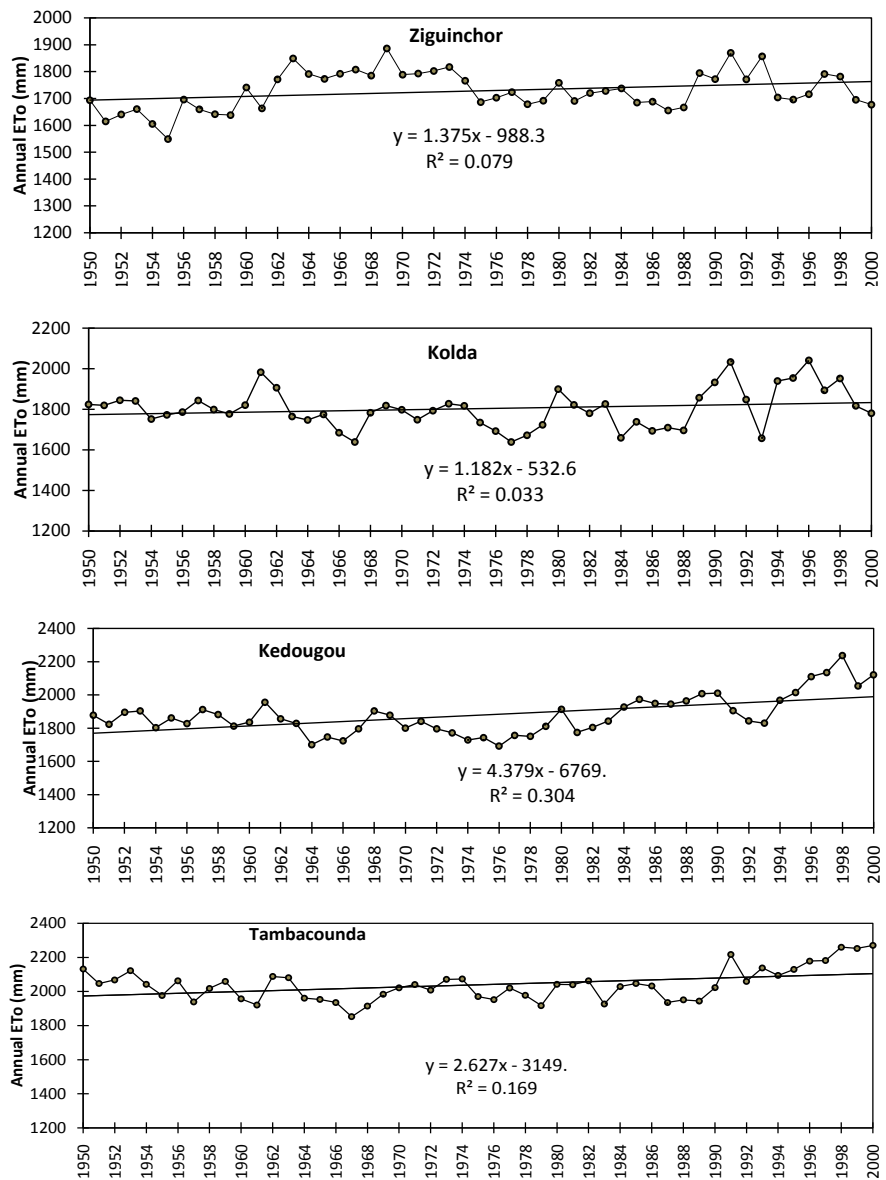 Ziguinchor
Annual ETo (mm)
2000
1900
1800
1700
1600
1500
1400
1300
1200
y = 1.375x - 988.3
R² = 0.079
1950 1952 1954 1956 1958 1960 1962 1964 1966 1968 1970 1972 1974 1976 1978 1980 1982 1984 1986 1988 1990 1992 1994 1996 1998 2000
Kolda
Annual ETo (mm)
2200
2000
1800
1600
1400
1200
y = 1.182x - 532.6
R² = 0.033
1950 1952 1954 1956 1958 1960 1962 1964 1966 1968 1970 1972 1974 1976 1978 1980 1982 1984 1986 1988 1990 1992 1994 1996 1998 2000
Kedougou
Annual ETo (mm)
2400
2200
2000
1800
1600
1400
1200
y = 4.379x - 6769.
R² = 0.304
1950 1952 1954 1956 1958 1960 1962 1964 1966 1968 1970 1972 1974 1976 1978 1980 1982 1984 1986 1988 1990 1992 1994 1996 1998 2000
Tambacounda
Annual ETo (mm)
2400
2200
2000
1800
1600
1400
1200
y = 2.627x - 3149.
R² = 0.169
1950 1952 1954 1956 1958 1960 1962 1964 1966 1968 1970 1972 1974 1976 1978 1980 1982 1984 1986 1988 1990 1992 1994 1996 1998 2000